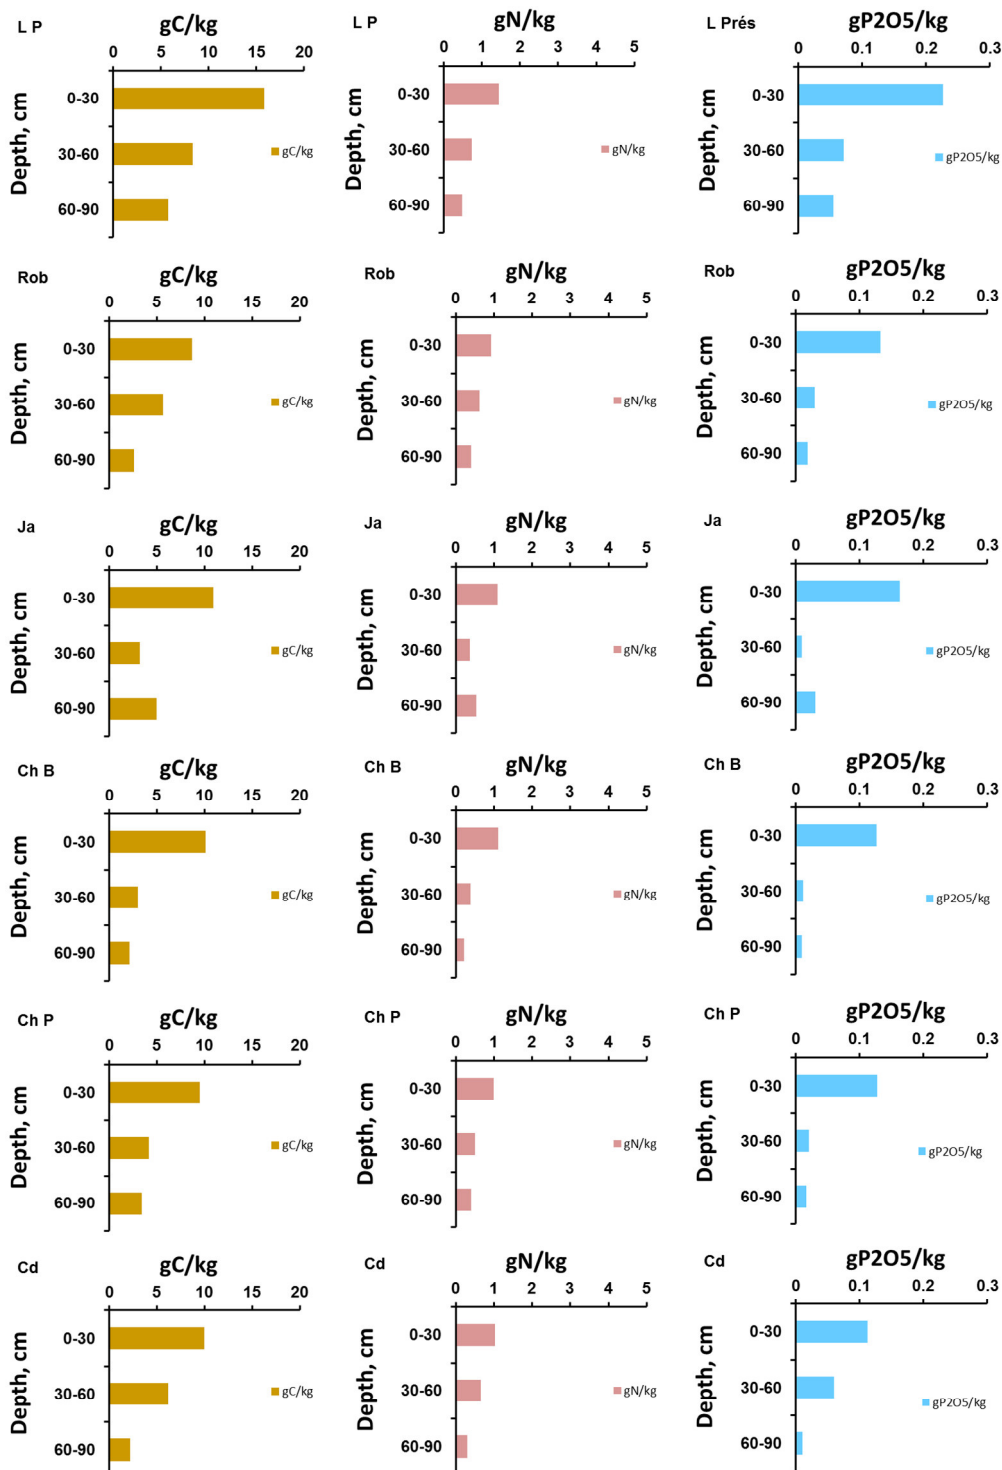 L P
gC/kg
0 5 10 15 20
Depth, cm
0-30
30-60
60-90
gC/kg
L P
gN/kg
0 1 2 3 4 5
Depth, cm
0-30
30-60
60-90
gN/kg
L Prés
gP2O5/kg
0 0.1 0.2 0.3
Depth, cm
0-30
30-60
60-90
gP2O5/kg
Rob
gC/kg
0 5 10 15 20
Depth, cm
0-30
30-60
60-90
gC/kg
Rob
gN/kg
0 1 2 3 4 5
Depth, cm
0-30
30-60
60-90
gN/kg
Rob
gP2O5/kg
0 0.1 0.2 0.3
Depth, cm
0-30
30-60
60-90
gP2O5/kg
Ja
gC/kg
0 5 10 15 20
Depth, cm
0-30
30-60
60-90
gC/kg
Ja
gN/kg
0 1 2 3 4 5
Depth, cm
0-30
30-60
60-90
gN/kg
Ja
gP2O5/kg
0 0.1 0.2 0.3
Depth, cm
0-30
30-60
60-90
gP2O5/kg
Ch B
gC/kg
0 5 10 15 20
Depth, cm
0-30
30-60
60-90
gC/kg
Ch B
gN/kg
0 1 2 3 4 5
Depth, cm
0-30
30-60
60-90
gN/kg
Ch B
gP2O5/kg
0 0.1 0.2 0.3
Depth, cm
0-30
30-60
60-90
gP2O5/kg
Ch P
gC/kg
0 5 10 15 20
Depth, cm
0-30
30-60
60-90
gC/kg
Ch P
gN/kg
0 1 2 3 4 5
Depth, cm
0-30
30-60
60-90
gN/kg
Ch P
gP2O5/kg
0 0.1 0.2 0.3
Depth, cm
0-30
30-60
60-90
gP2O5/kg
Cd
gC/kg
0 5 10 15 20
Depth, cm
0-30
30-60
60-90
gC/kg
Cd
gN/kg
0 1 2 3 4 5
Depth, cm
0-30
30-60
60-90
gN/kg
Cd
gP2O5/kg
0 0.1 0.2 0.3
Depth, cm
0-30
30-60
60-90
gP2O5/kg